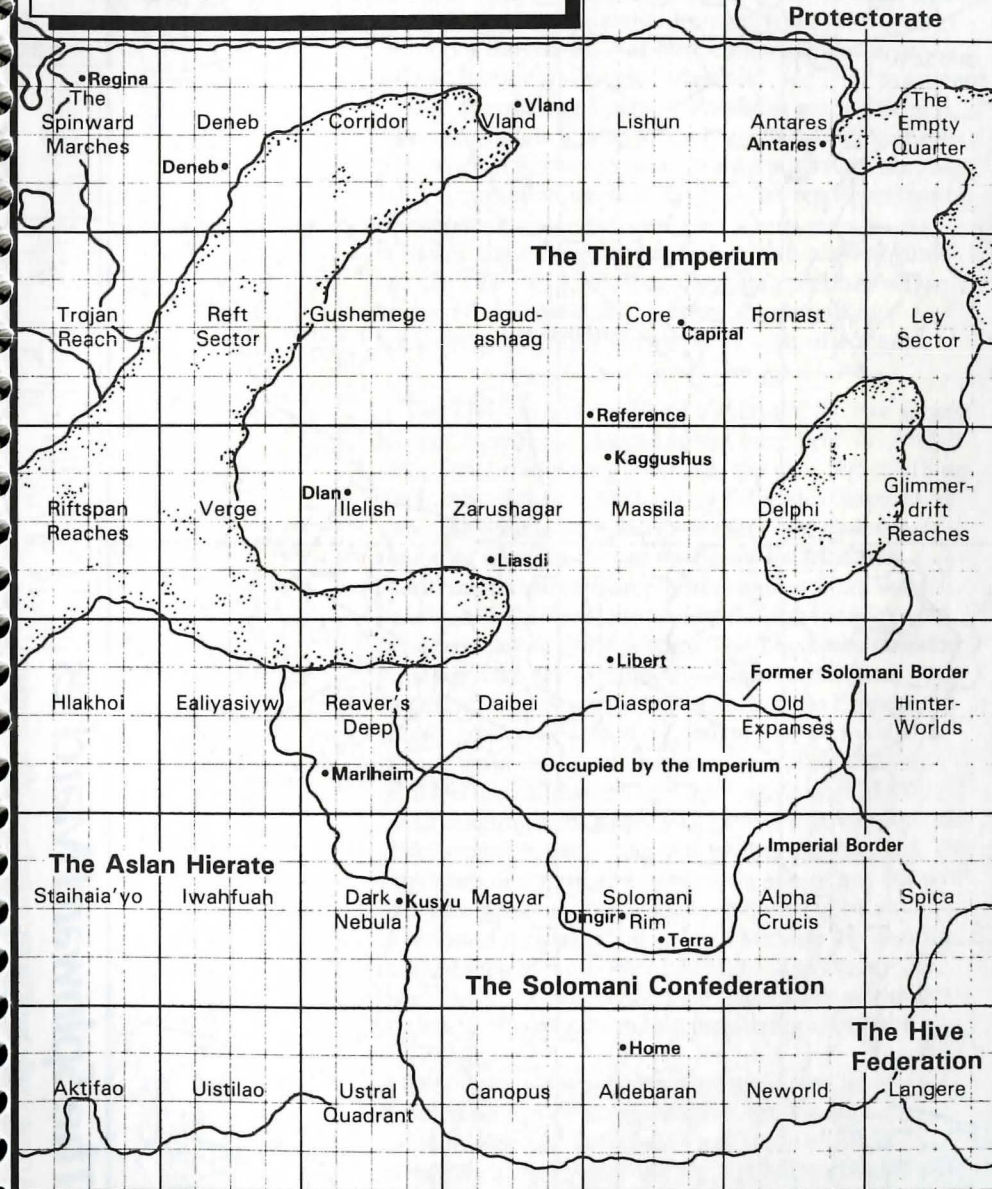 Protectorate
•Regina
The
Spinward
Marches
Deneb
Deneb•
Corridor
•Vland
Vland
Lishun
Antares
Antares•
The
Empty
Quarter
The Third Imperium
Trojan
Reach
Reft
Sector
Gushemege
Dagud-
ashaag
Core
•Capital
Fornast
Ley
Sector
•Reference
•Kaggushus
Riftspan
Reaches
Verge
Dlan•
Ilelish
Zarushagar
Massila
Delphi
Glimmer-
drift
Reaches
•Liasdi
•Libert
Former Solomani Border
Hlakhoi
Ealiyasiyw
Reaver's
Deep
Daibei
Diaspora
Old
Expanses
Hinter-
Worlds
Occupied by the Imperium
•Marlheim
Imperial Border
The Aslan Hierate
Staihaia'yo
Iwahfuah
Dark
Nebula
•Kusyu
Magyar
Solomani
Rim
Dingir•
•Terra
Alpha
Crucis
Spica
The Solomani Confederation
The Hive
Federation
•Home
Aktifao
Uistilao
Ustral
Quadrant
Canopus
Aldebaran
Neworld
Langere